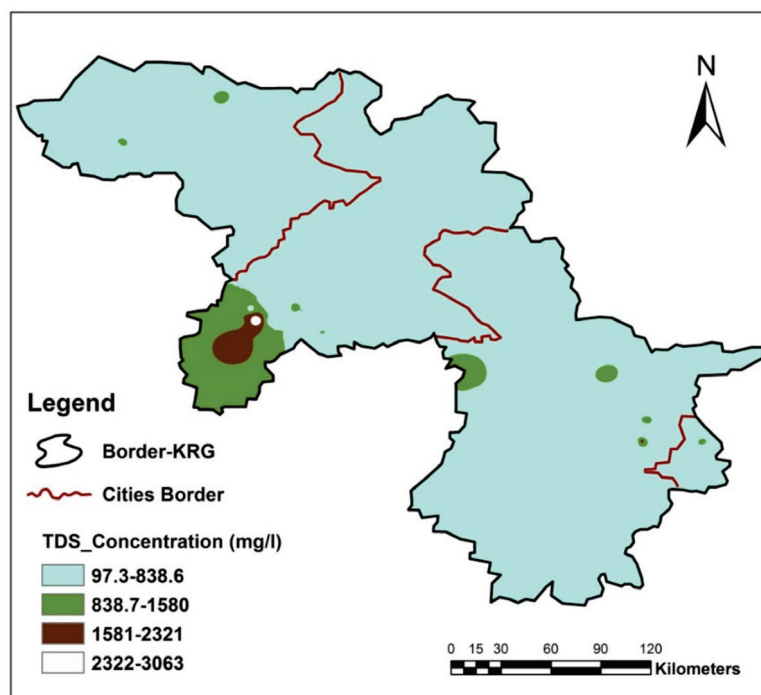 N
Legend
Border-KRG
Cities Border
TDS_Concentration (mg/l)
97.3-838.6
838.7-1580
1581-2321
2322-3063
0 15 30 60 90 120
Kilometers